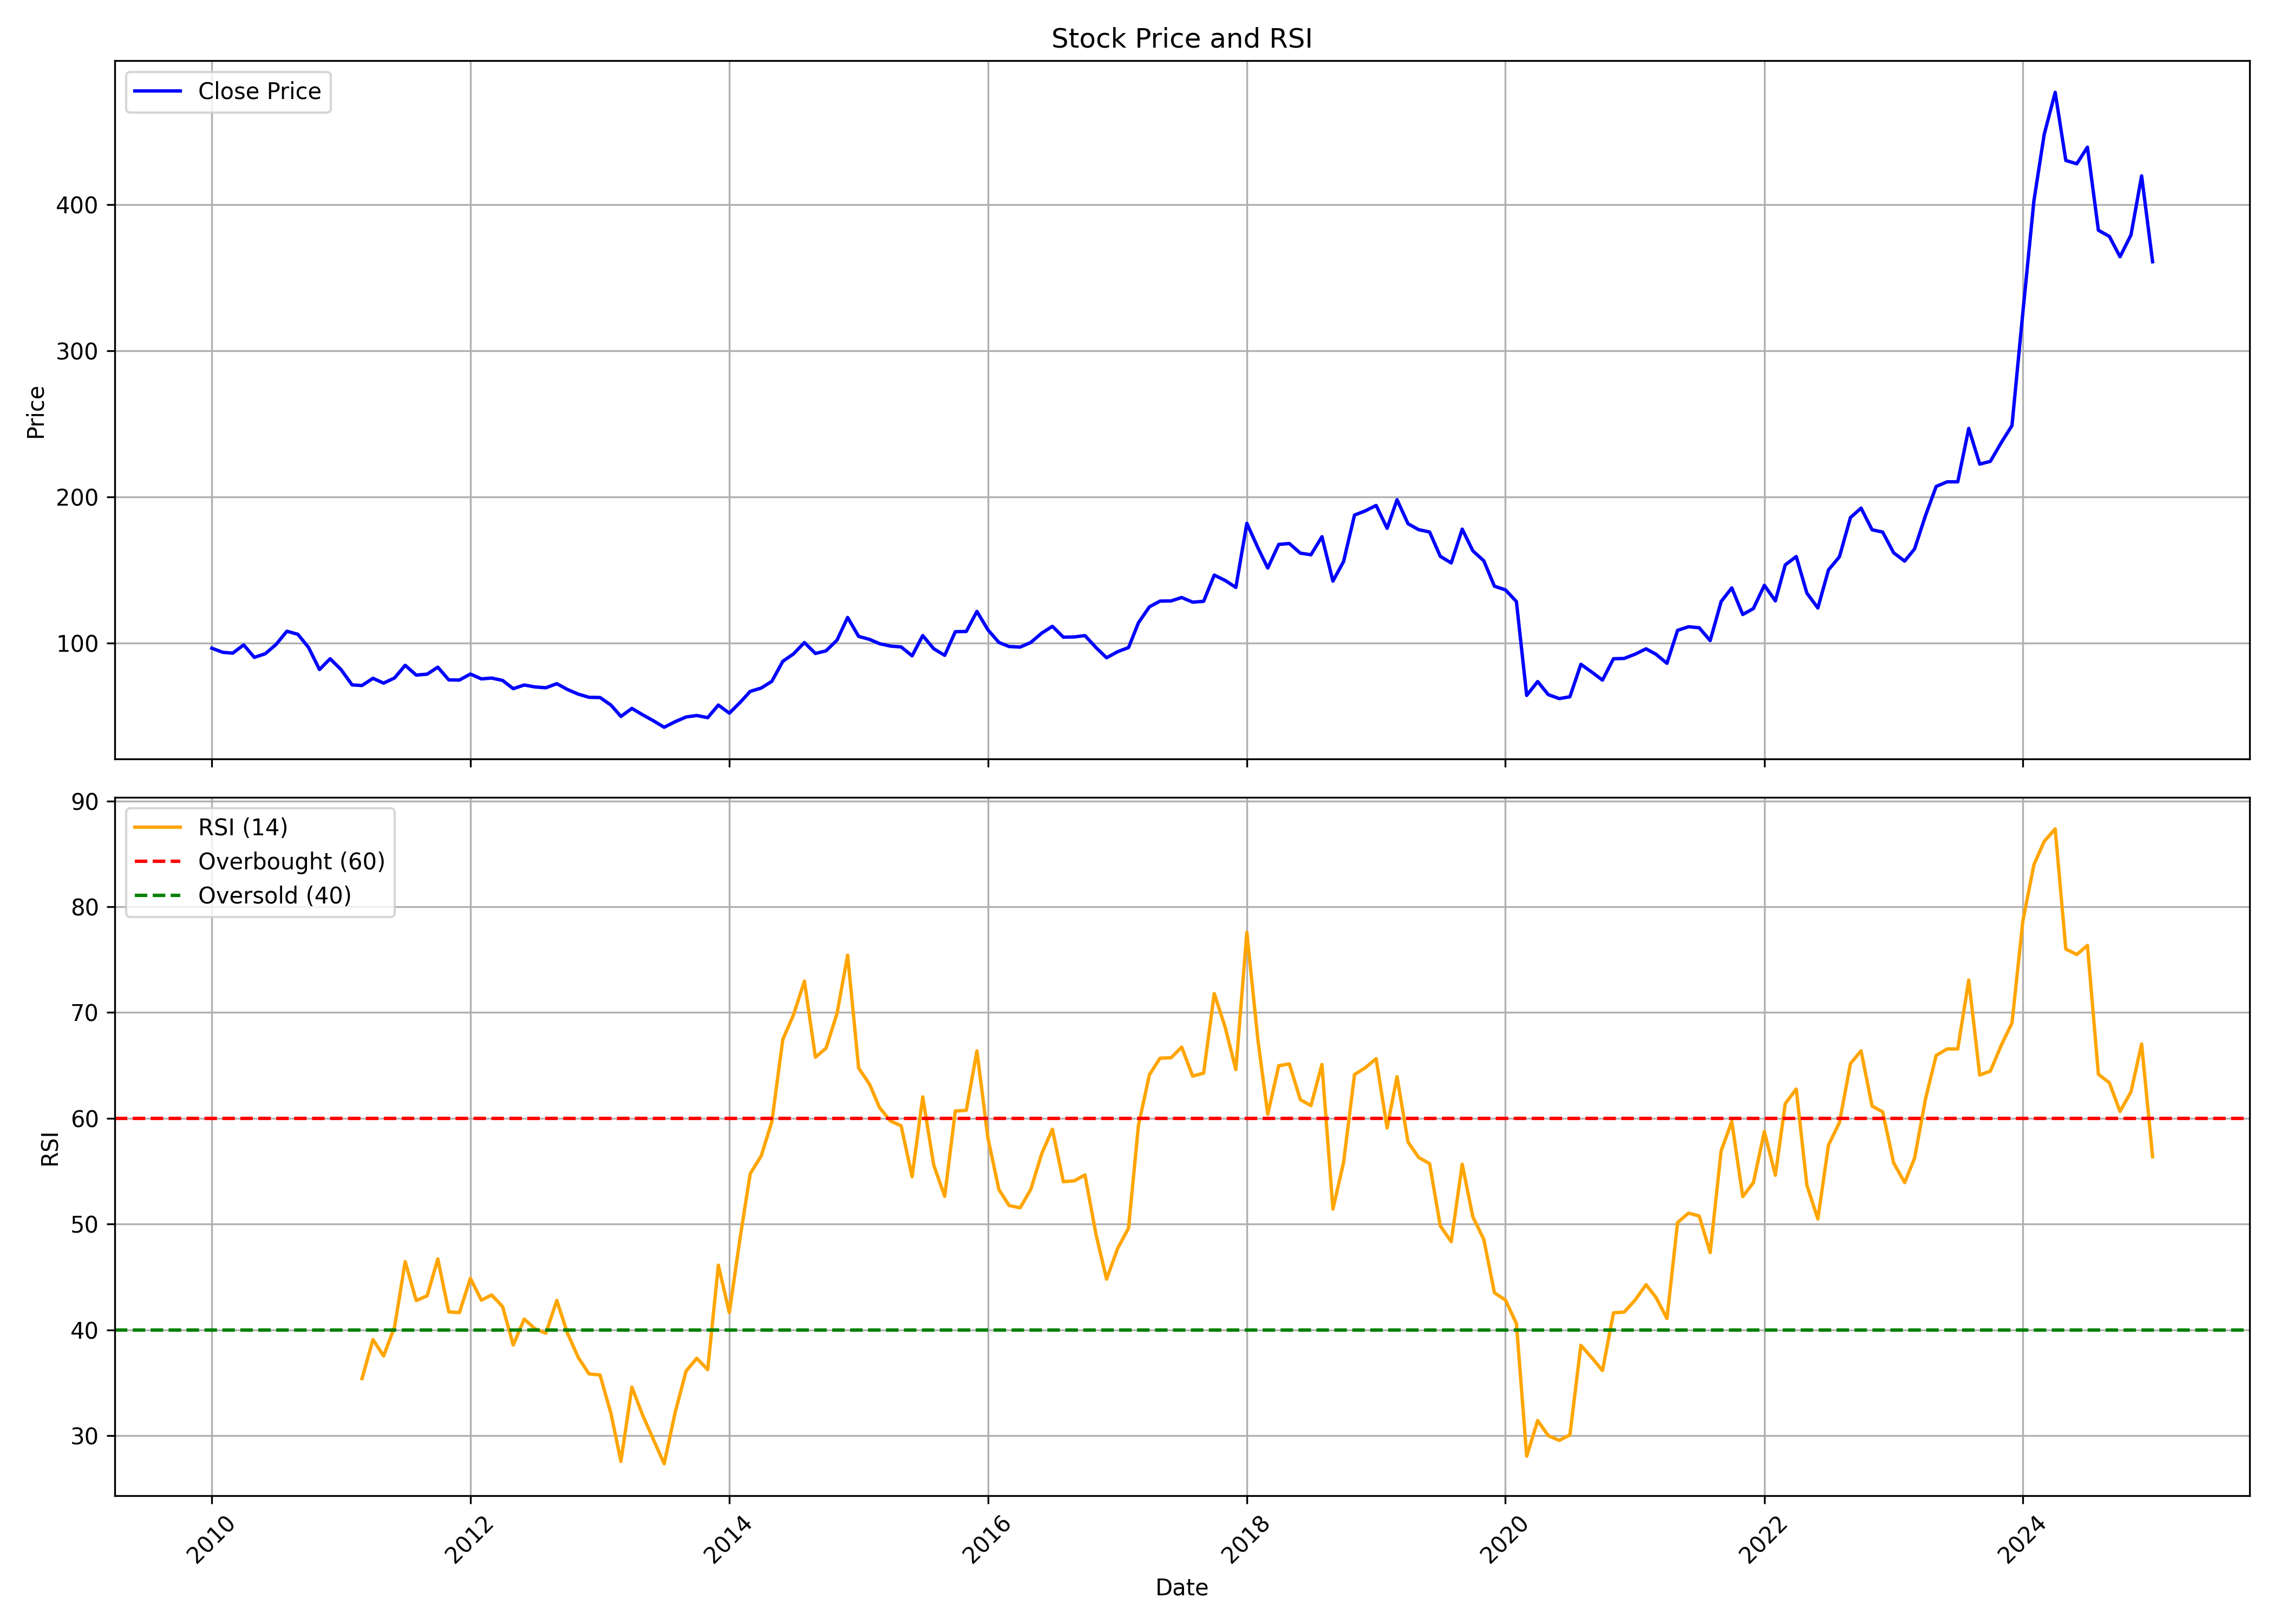 Stock Price and RSI
Close Price
400
300
200
100
Price
90
80
70
60
50
40
30
RSI
RSI (14)
Overbought (60)
Oversold (40)
2010
2012
2014
2016
2018
2020
2022
2024
Date